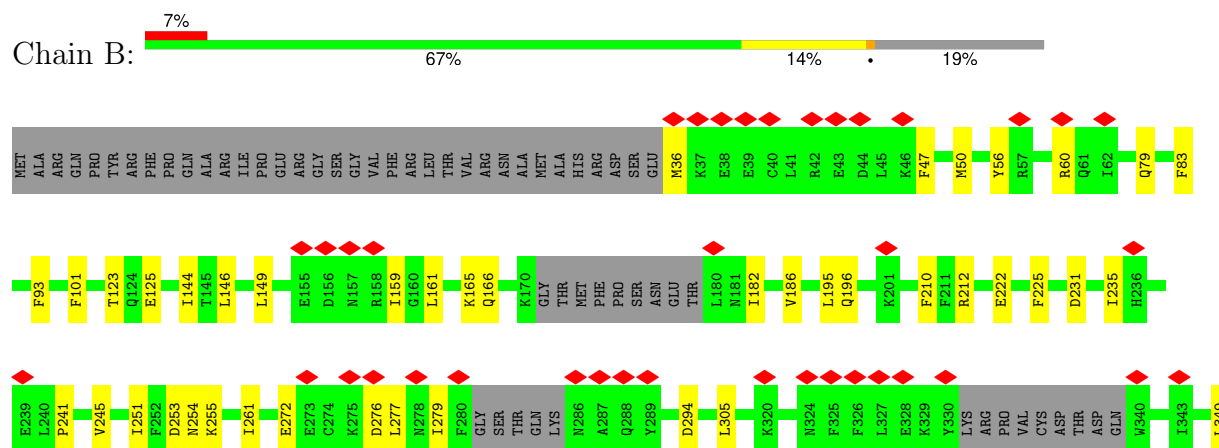 7%
Chain B:
67% 14% • 19%
MET ALA ARG GLN PRO TYR ARG PHE PRO GLN ALA ARG ILE PRO GLU ARG GLY SER GLY VAL PHE ARG LEU THR VAL ARG ASN ALA MET ALA HIS ARG ASP SER GLU M36 K37 E38 E39 C40 L41 R42 E43 D44 L45 K46 F47 M50 Y56 R57 R60 Q61 I62 Q79 F83
F93 F101 T123 Q124 E125 I144 T145 L146 L149 E155 D156 N157 R158 I159 G160 L161 K165 Q166 K170 GLY THR MET PHE PRO SER ASN GLU THR L180 N181 I182 V186 L195 Q196 K201 F210 F211 R212 E222 F225 D231 I235 H236
E239 L240 P241 V245 I251 F252 D253 N254 K255 I261 E272 E273 C274 K275 D276 L277 N278 I279 F280 GLY SER THR GLN LYS N286 A287 Q288 Y289 D294 L305 K320 N324 F325 F326 L327 E328 K329 Y330 LYS ARG PRO VAL CYS ASP THR ASP GLN W340 I343